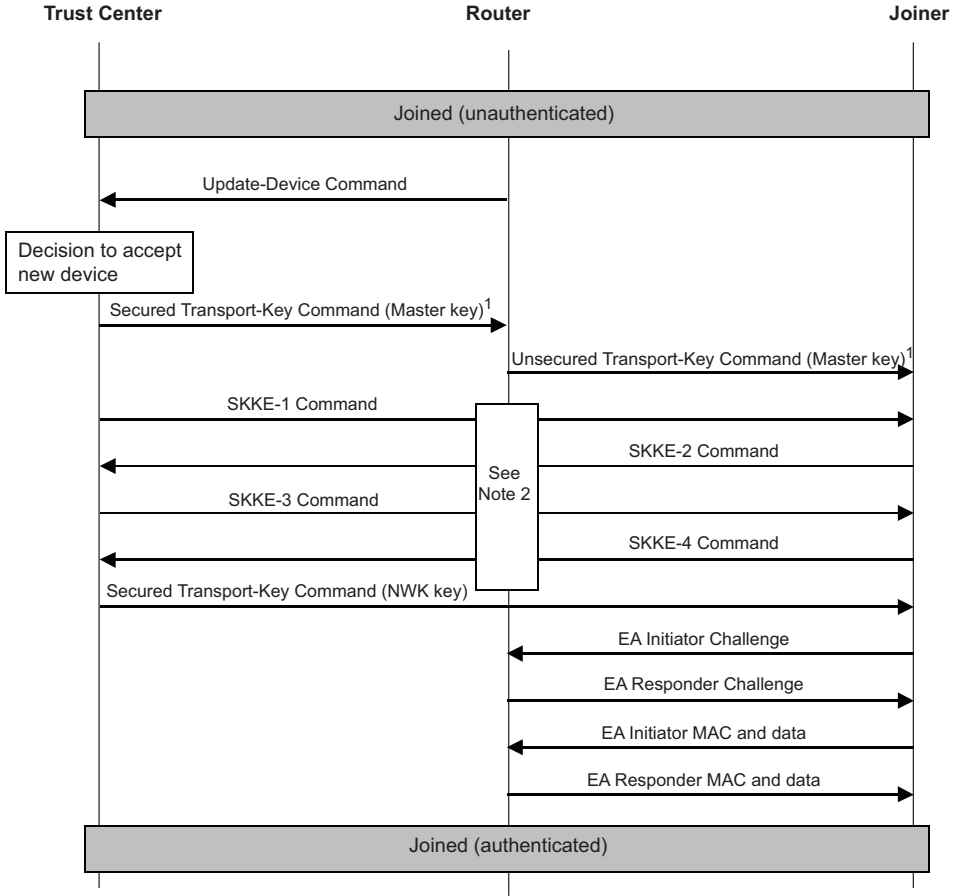 Trust Center
Router
Joiner
Joined (unauthenticated)
Update-Device Command
Decision to accept
new device
Secured Transport-Key Command (Master key)1
Unsecured Transport-Key Command (Master key)1
SKKE-1 Command
SKKE-2 Command
See
Note 2
SKKE-3 Command
SKKE-4 Command
Secured Transport-Key Command (NWK key)
EA Initiator Challenge
EA Responder Challenge
EA Initiator MAC and data
EA Responder MAC and data
Joined (authenticated)